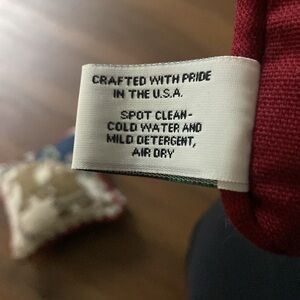 CRAFTED WITH PRIDE
IN THE U.S.A.
SPOT CLEAN-
COLD WATER AND
MILD DETERGENT,
AIR DRY